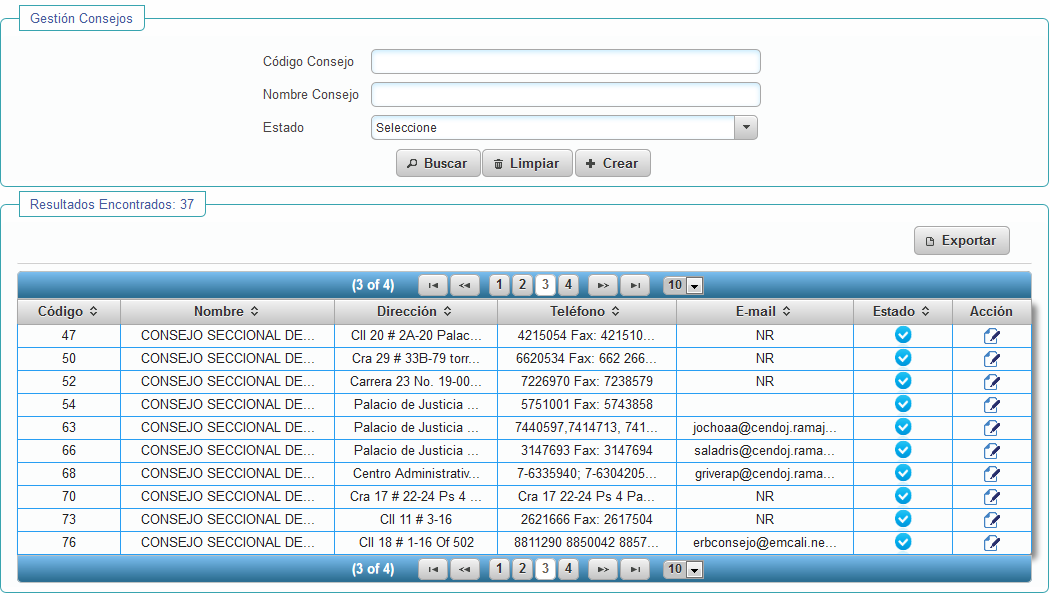 Gestión Consejos
Código Consejo
Nombre Consejo
Estado Seleccione
Buscar Limpiar Crear
Resultados Encontrados: 37
Exportar
(3 of 4) 1 2 3 4 10
Código Nombre Dirección Teléfono E-mail Estado Acción
47 CONSEJO SECCIONAL DE... Cll 20 # 2A-20 Palac... 4215054 Fax: 421510... NR
50 CONSEJO SECCIONAL DE... Cra 29 # 33B-79 torr... 6620534 Fax: 662 266... NR
52 CONSEJO SECCIONAL DE... Carrera 23 No. 19-00... 7226970 Fax: 7238579 NR
54 CONSEJO SECCIONAL DE... Palacio de Justicia ... 5751001 Fax: 5743858
63 CONSEJO SECCIONAL DE... Palacio de Justicia ... 7440597,7414713, 741... jochoaa@cendoj.ramaj...
66 CONSEJO SECCIONAL DE... Palacio de Justicia ... 3147693 Fax: 3147694 saladris@cendoj.rama...
68 CONSEJO SECCIONAL DE... Centro Administrativ... 7-6335940; 7-6304205... griverap@cendoj.rama...
70 CONSEJO SECCIONAL DE... Cra 17 # 22-24 Ps 4 ... Cra 17 22-24 Ps 4 Pa... NR
73 CONSEJO SECCIONAL DE... Cll 11 # 3-16 2621666 Fax: 2617504 NR
76 CONSEJO SECCIONAL DE... Cll 18 # 1-16 Of 502 8811290 8850042 8857... erbconsejo@emcali.ne...
(3 of 4) 1 2 3 4 10